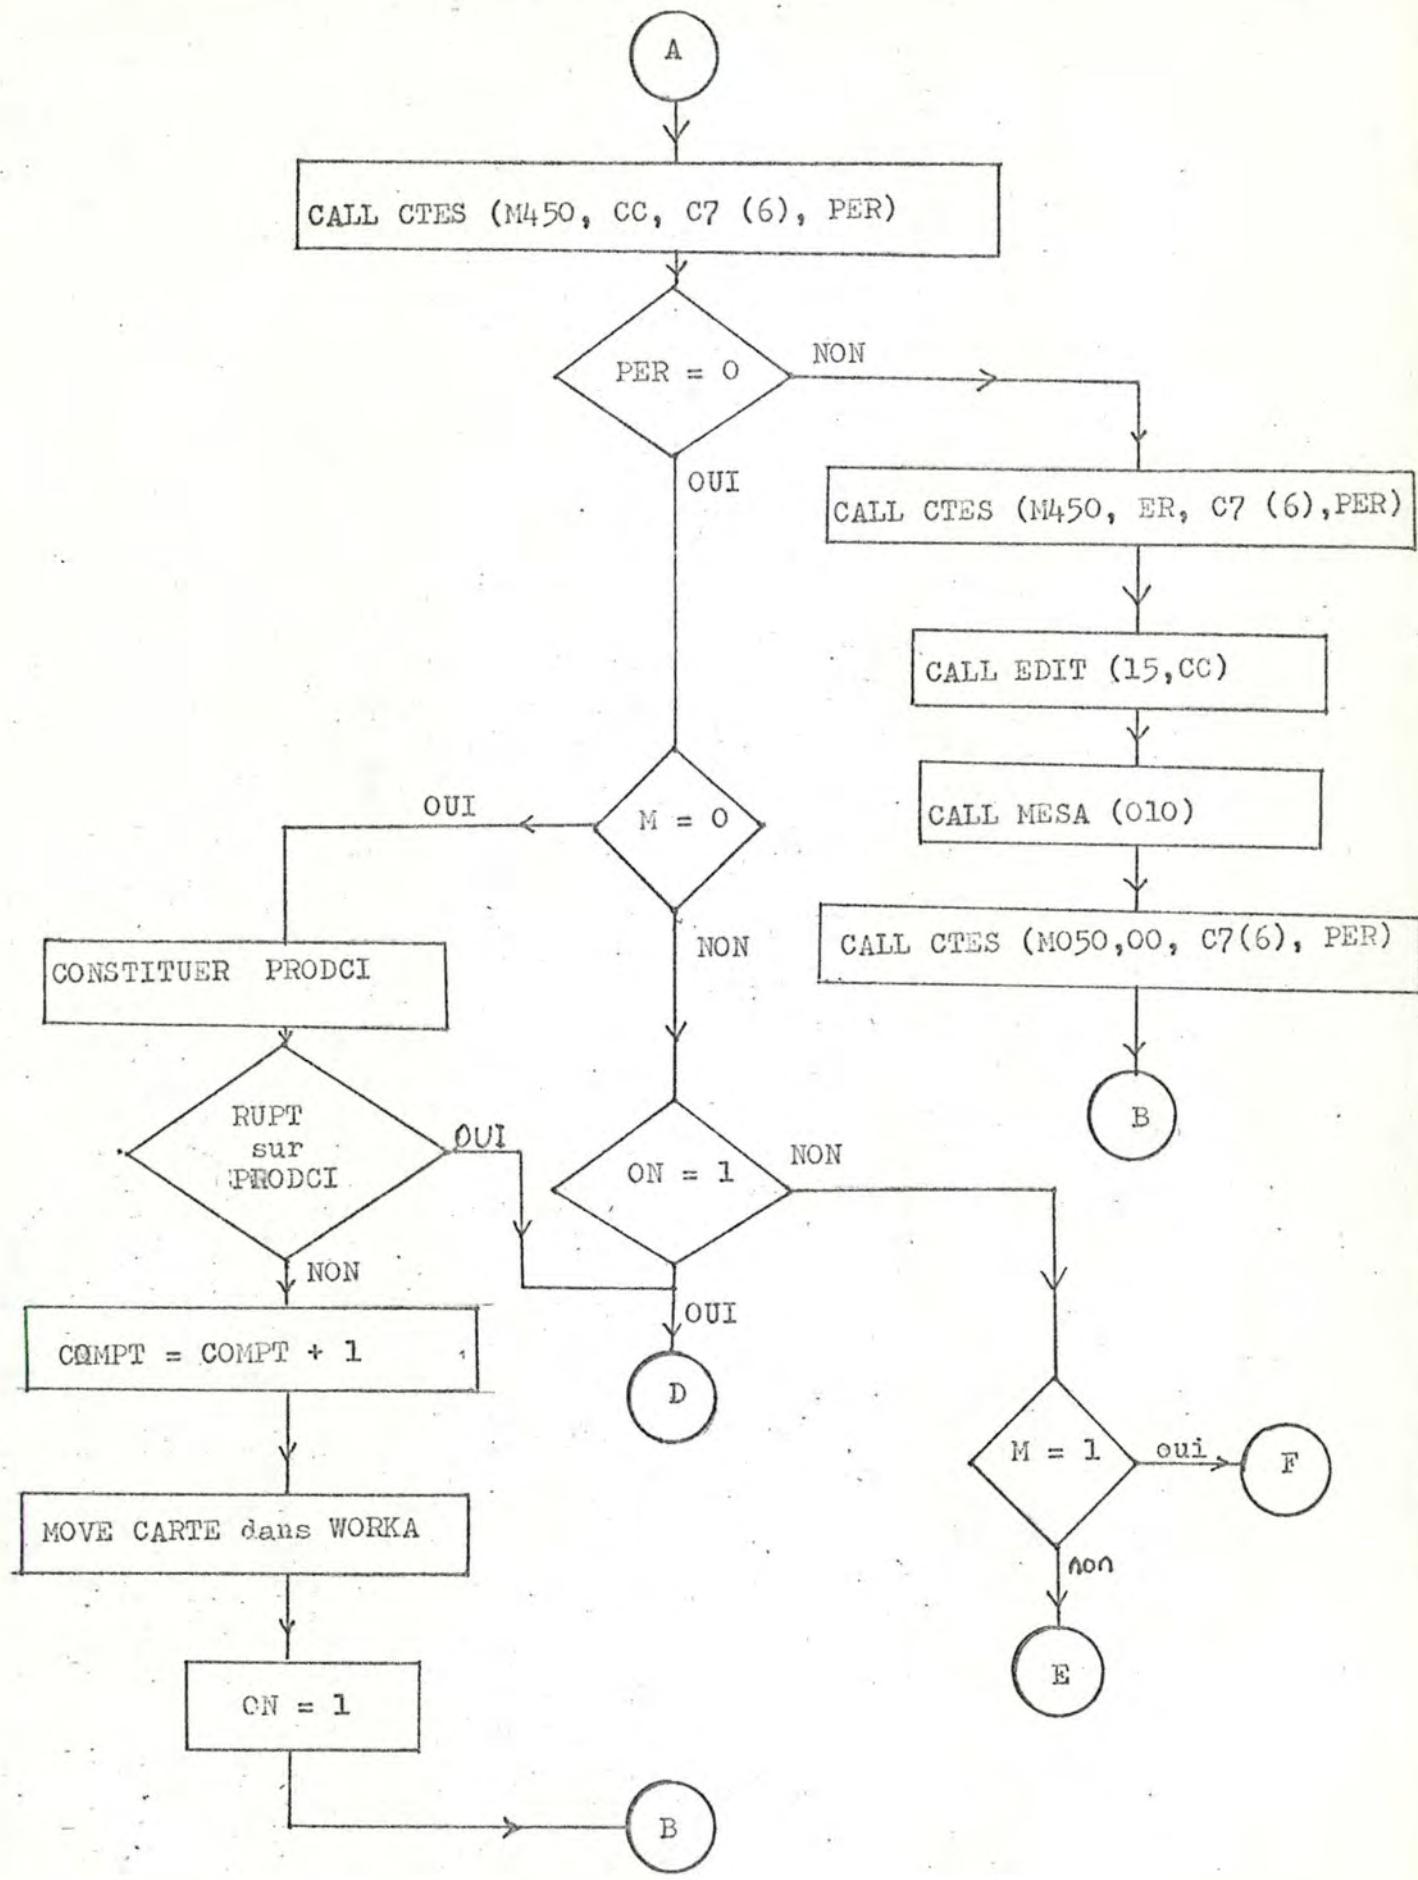 A
CALL CTES (M450, CC, C7 (6), PER)
PER = 0
NON
OUI
CALL CTES (M450, ER, C7 (6),PER)
CALL EDIT (15,CC)
CALL MESA (010)
CALL CTES (M050,00, C7(6), PER)
B
M = 0
OUI
NON
CONSTITUER PRODCI
RUPT
sur
PRODCI
OUI
NON
ON = 1
NON
OUI
D
COMPT = COMPT + 1
MOVE CARTE dans WORKA
ON = 1
B
M = 1
oui
F
non
E